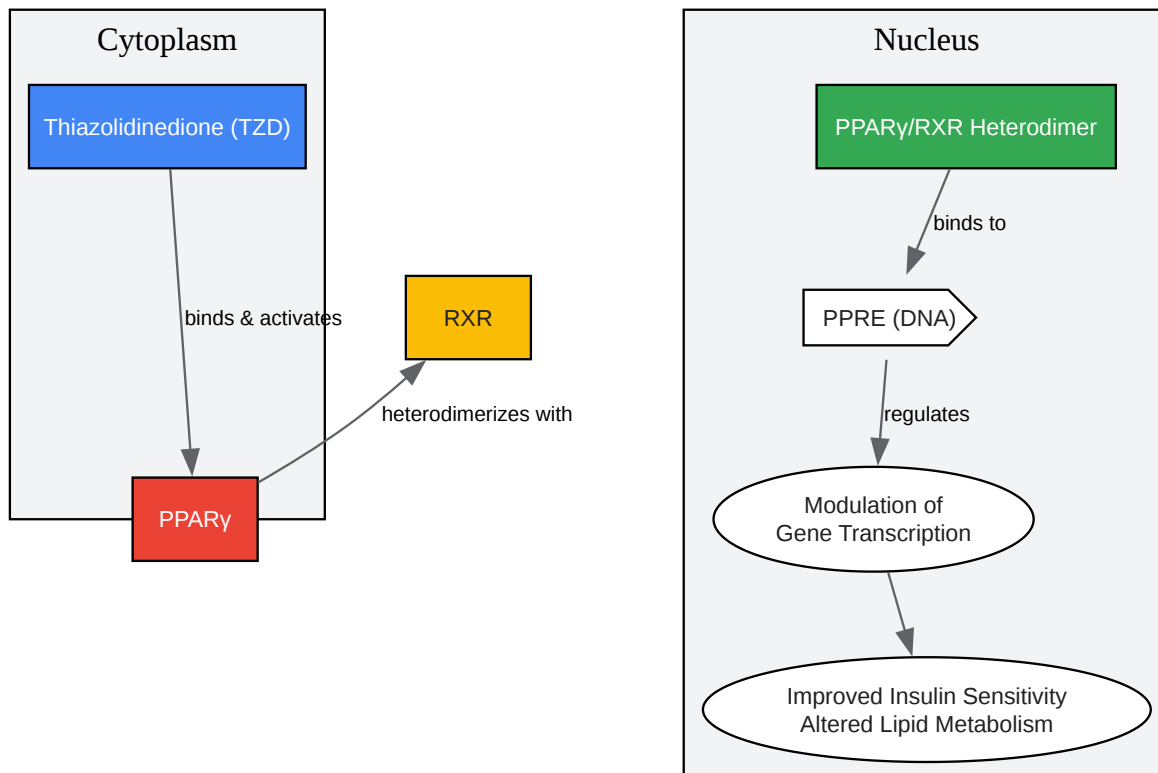 Cytoplasm
Thiazolidinedione (TZD)
binds & activates
RXR
heterodimerizes with
PPARγ
Nucleus
PPARγ/RXR Heterodimer
binds to
PPRE (DNA)
regulates
Modulation of
Gene Transcription
Improved Insulin Sensitivity
Altered Lipid Metabolism